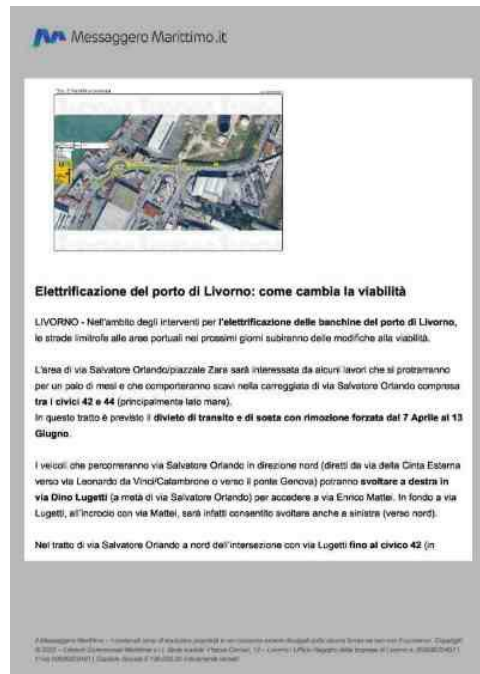 Messaggero Marittimo.it
Elettrificazione del porto di Livorno: come cambia la viabilità
LIVORNO - Nell'ambito degli interventi per l'elettrificazione delle banchine del porto di Livorno,
le strade limitrofe alle aree portuali nei prossimi giorni subiranno delle modifiche alla viabilità.
L'area di via Salvatore Orlando/piazzale Zara sarà interessata da alcuni lavori che si protrarranno
per un paio di mesi e che comporteranno scavi nella carreggiata di via Salvatore Orlando compresa
tra i civici 42 e 44 (principalmente lato mare).
In questo tratto è previsto il divieto di transito e di sosta con rimozione forzata dal 7 Aprile al 13
Giugno.
I veicoli che percorreranno via Salvatore Orlando in direzione nord (diretti da via della Cinta Esterna
verso via Leonardo da Vinci/Calambrone o verso il ponte Genova) potranno svoltare a destra in
via Dino Lugetti (a metà di via Salvatore Orlando) per accedere a via Enrico Mattei. In fondo a via
Lugetti, all'incrocio con via Mattei, sarà infatti consentito svoltare anche a sinistra (verso nord).
Nel tratto di via Salvatore Orlando a nord dell'intersezione con via Lugetti fino al civico 42 (in